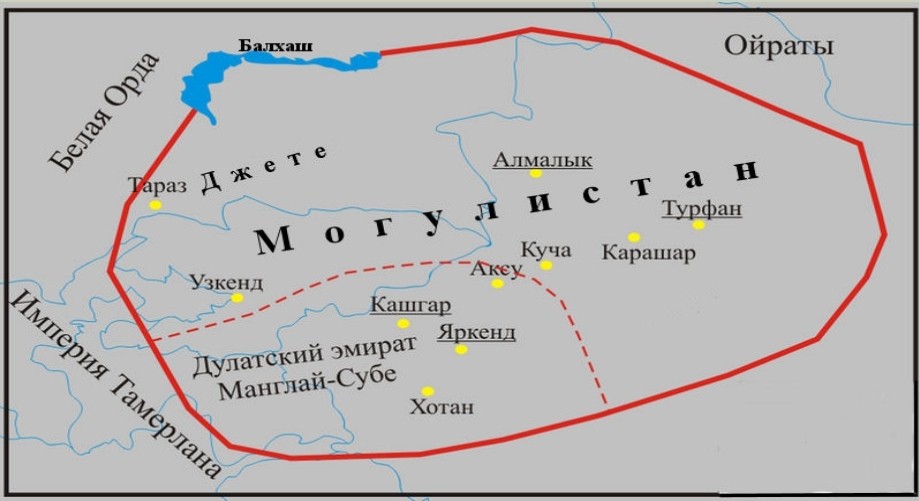 Балхаш
Ойраты
Белая Орда
Джете
Тараз
Могулистан
Алмалык
Турфан
Куча
Карашар
Аксу
Узкенд
Кашгар
Яркенд
Дулатский эмират
Манглай-Субе
Хотан
Империя Тамерлана